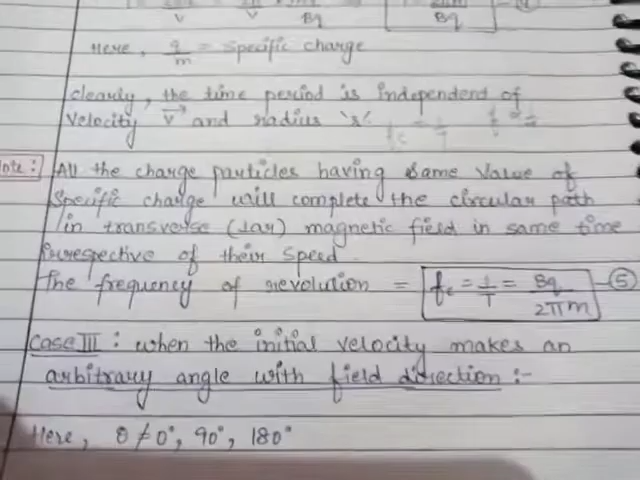 V V Bq Bq
Here, q/m = Specific charge
Clearly, the time period is independent of
Velocity v⃗ and radius 'r'.
Note: All the charge particles having same value of
specific charge will complete the circular path
in transverse (⊥ar) magnetic field in same time
irrespective of their speed.
The frequency of revolution = fc = 1/T = Bq/2πm — ⑤
Case III: when the initial velocity makes an
arbitrary angle with field direction :-
Here, θ ≠ 0°, 90°, 180°